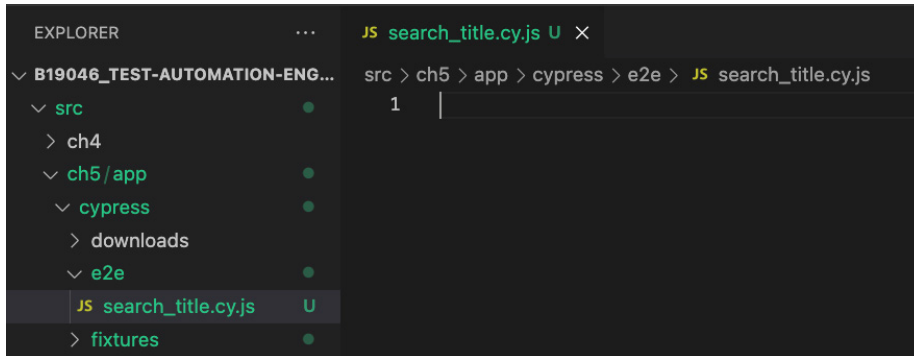 EXPLORER ···
B19046_TEST-AUTOMATION-ENG...
src
ch4
ch5/app
cypress
downloads
e2e
JS search_title.cy.js U
fixtures
JS search_title.cy.js U ×
src > ch5 > app > cypress > e2e > JS search_title.cy.js
1